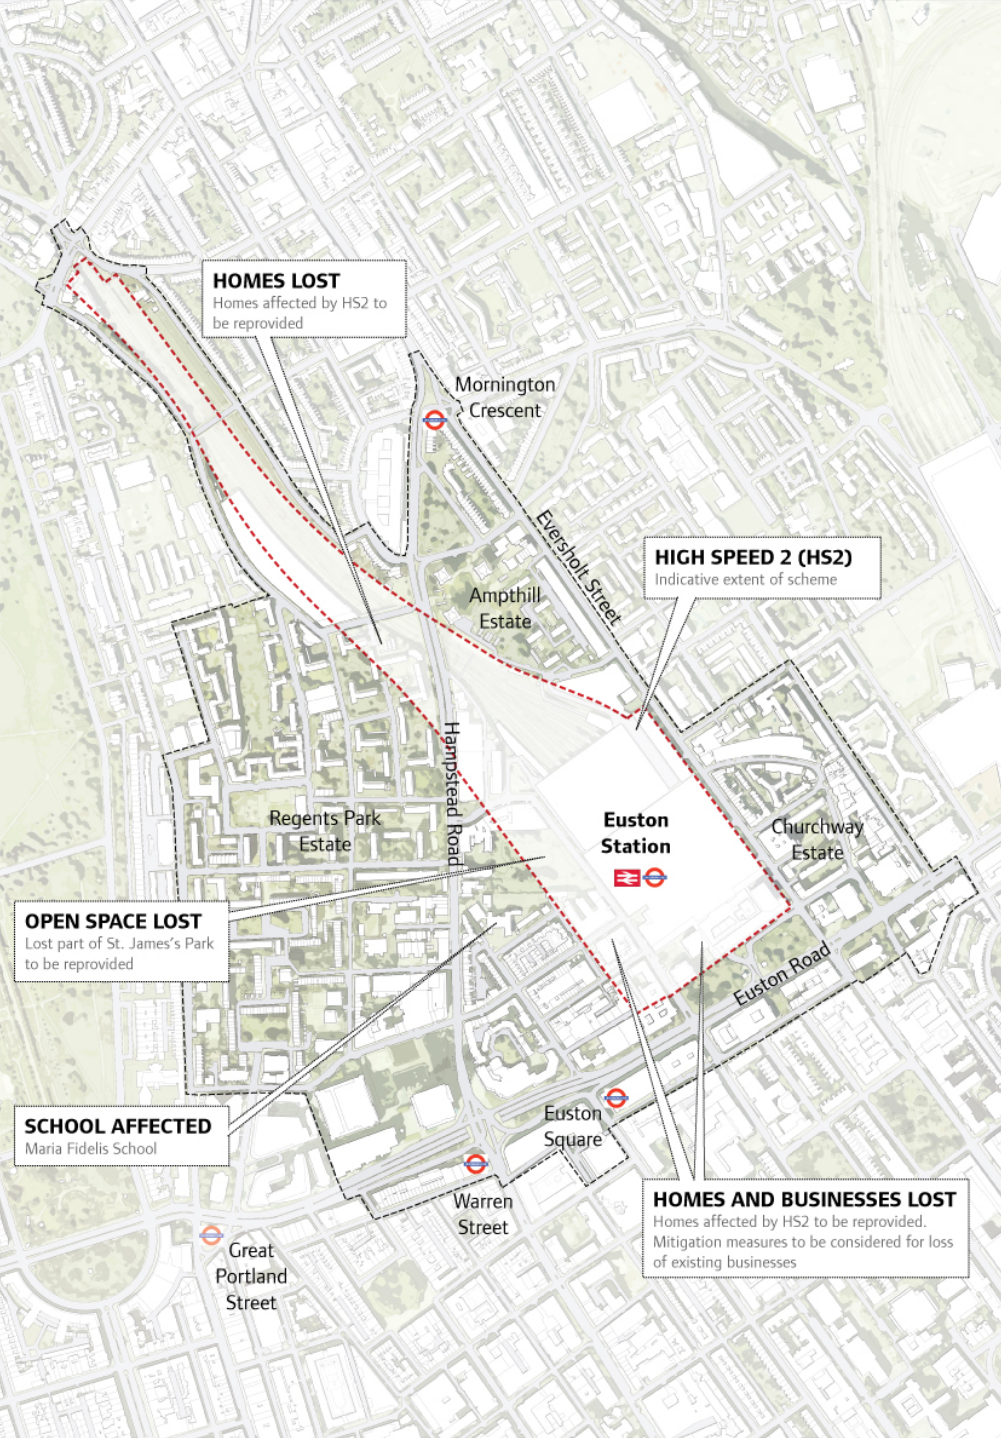 HOMES LOST
Homes affected by HS2 to
be reprovided
Mornington
Crescent
Eversholt Street
HIGH SPEED 2 (HS2)
Indicative extent of scheme
Ampthill
Estate
Hampstead Road
Regents Park
Estate
Euston
Station
Churchway
Estate
OPEN SPACE LOST
Lost part of St. James's Park
to be reprovided
Euston Road
SCHOOL AFFECTED
Maria Fidelis School
Euston
Square
Warren
Street
HOMES AND BUSINESSES LOST
Homes affected by HS2 to be reprovided.
Mitigation measures to be considered for loss
of existing businesses
Great
Portland
Street